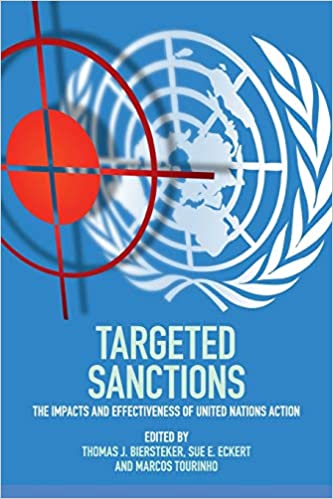 TARGETED
SANCTIONS
THE IMPACTS AND EFFECTIVENESS OF UNITED NATIONS ACTION
EDITED BY
THOMAS J. BIERSTEKER, SUE E. ECKERT
AND MARCOS TOURINHO